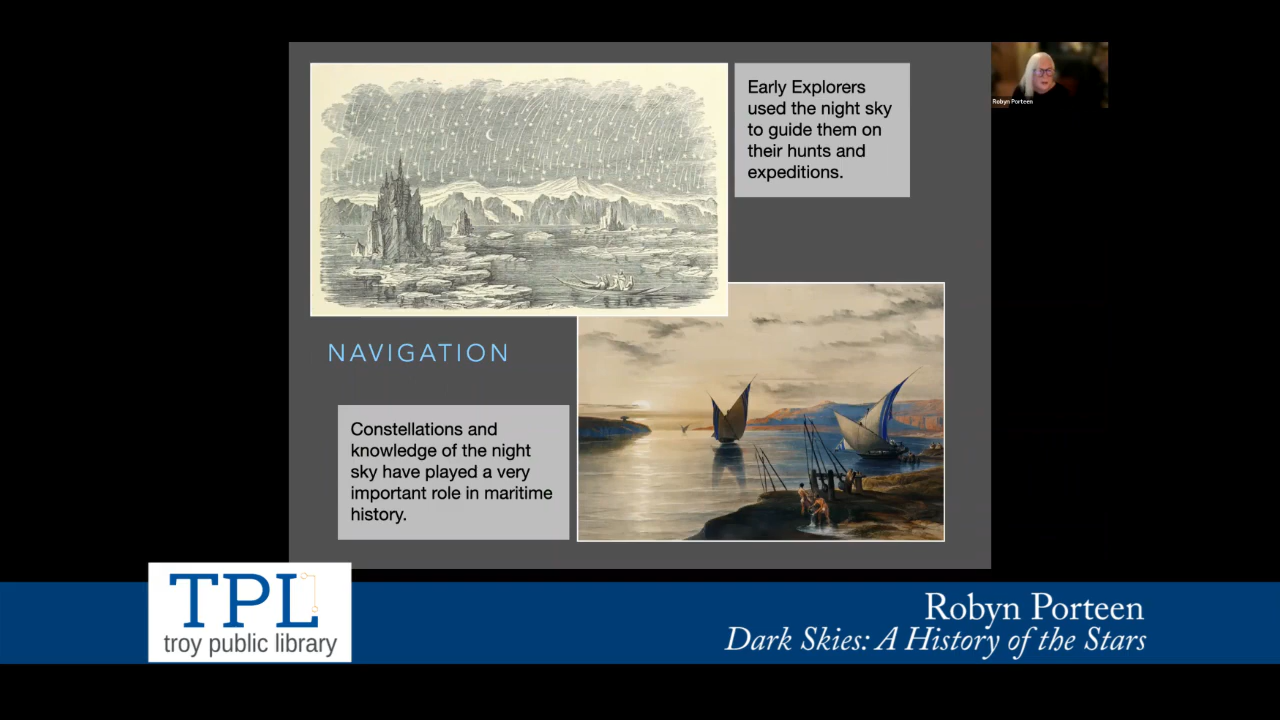 Early Explorers
used the night sky
to guide them on
their hunts and
expeditions.
Robyn Porteen
NAVIGATION
Constellations and
knowledge of the night
sky have played a very
important role in maritime
history.
TPL
troy public library
Robyn Porteen
Dark Skies: A History of the Stars